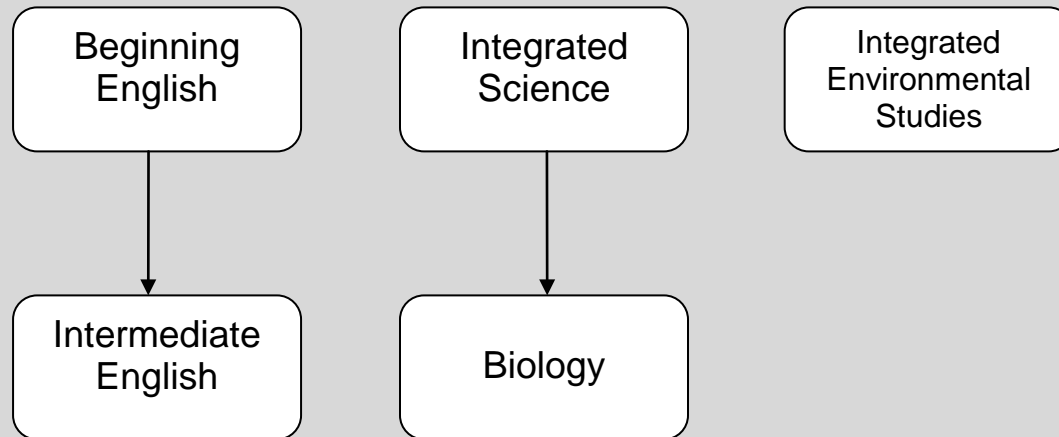 Beginning
English
Integrated
Science
Integrated
Environmental
Studies
Intermediate
English
Biology